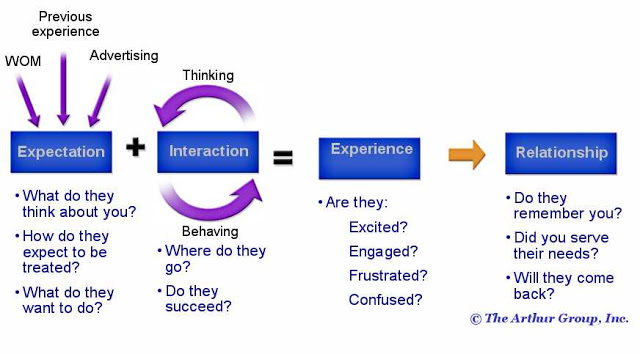 Previous
experience
WOM
Advertising
Thinking
Expectation
+
Interaction
=
Experience
Relationship
Behaving
• What do they
think about you?
• How do they
expect to be
treated?
• What do they
want to do?
• Where do they
go?
• Do they
succeed?
• Are they:
Excited?
Engaged?
Frustrated?
Confused?
• Do they
remember you?
• Did you serve
their needs?
• Will they come
back?
© The Arthur Group, Inc.